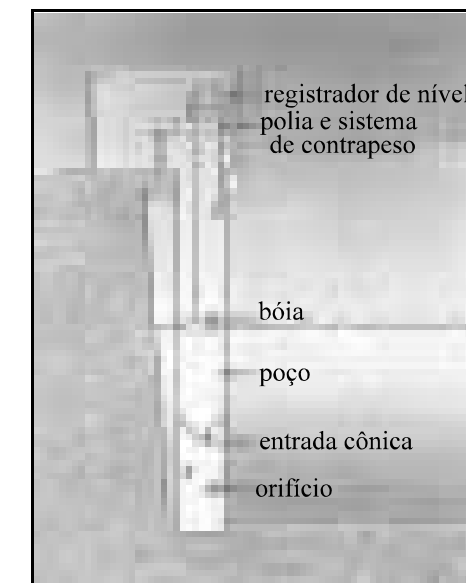 registrador de nível
polia e sistema
de contrapeso
bóia
poço
entrada cônica
orifício